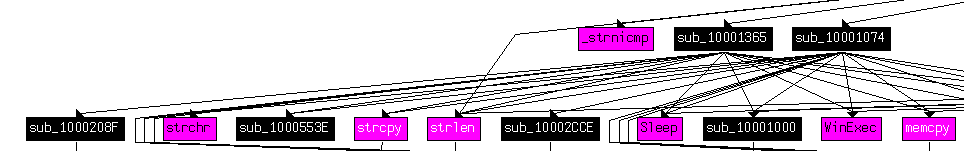 _strnicmp sub_10001365 sub_10001074
sub_1000208F strchr sub_1000553E strcpy strlen sub_10002CCE Sleep sub_10001000 WinExec memcpy